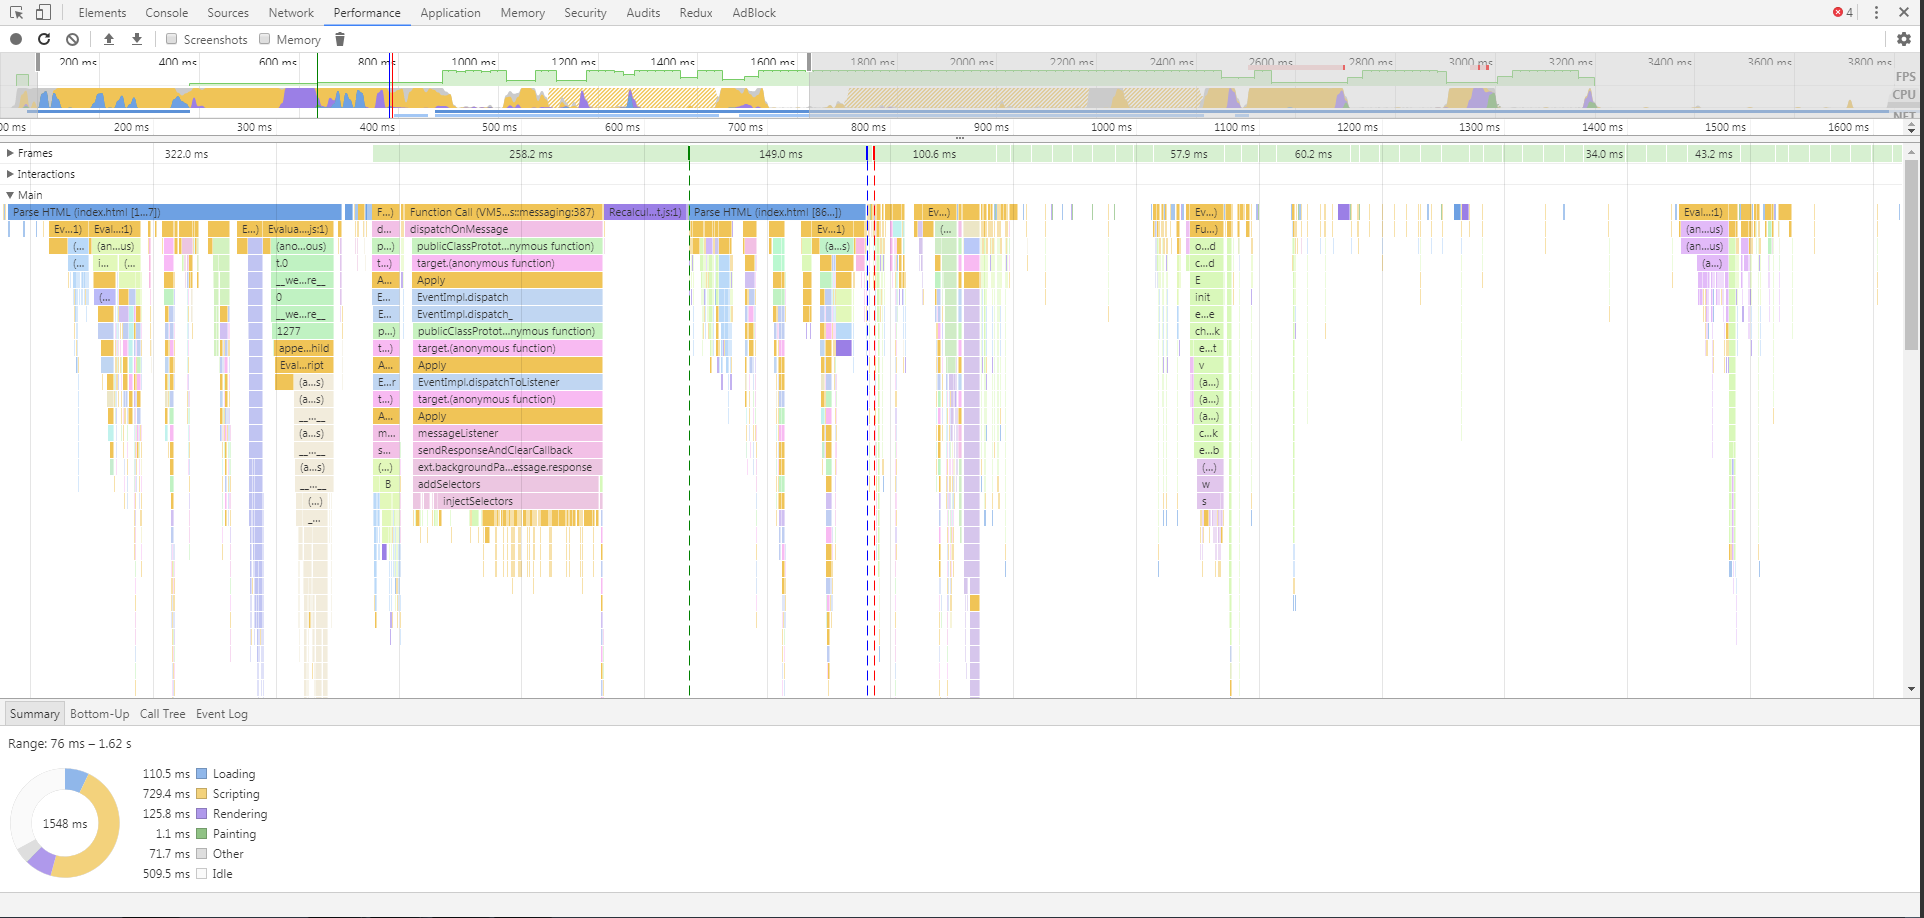 Elements Console Sources Network Performance Application Memory Security Audits Redux AdBlock 4
Screenshots Memory
200 ms 400 ms 600 ms 800 ms 1000 ms 1200 ms 1400 ms 1600 ms 1800 ms 2000 ms 2200 ms 2400 ms 2600 ms 2800 ms 3000 ms 3200 ms 3400 ms 3600 ms 3800 ms
FPS
CPU
NET
00 ms 200 ms 300 ms 400 ms 500 ms 600 ms 700 ms 800 ms 900 ms 1000 ms 1100 ms 1200 ms 1300 ms 1400 ms 1500 ms 1600 ms
Frames 322.0 ms 258.2 ms 149.0 ms 100.6 ms 57.9 ms 60.2 ms 34.0 ms 43.2 ms
Interactions
Main
Parse HTML (index.html [1...7]) F...) Function Call (VM5...s::messaging:387) Recalcul...t.js:1) Parse HTML (index.html [86...]) Ev...) Ev...) Eval...:1)
Ev...1) Eval...:1) E...) Evalua...js:1) d... dispatchOnMessage Ev...1) (... Fu...) (an...us)
(... (an...us) (ano...ous) p...) publicClassProtot...nymous function) (a...s) o...d (an...us)
(... i... (... t.0 t...) target.(anonymous function) c...d (a...)
__we...re__ A... Apply E
(... 0 E... EventImpl.dispatch init
__we...re__ E... EventImpl.dispatch_ e...e
1277 p...) publicClassProtot...nymous function) ch...k
appe...hild t...) target.(anonymous function) e...t
Eval...ript A... Apply v
(a...s) E...r EventImpl.dispatchToListener (a...)
(a...s) t...) target.(anonymous function) (a...)
__...__ A... Apply (a...)
(a...s) m... messageListener c...k
__...__ s... sendResponseAndClearCallback e...b
(a...s) (...) ext.backgroundPa...essage.response (...)
__...__ B addSelectors w
(...) injectSelectors s
_...
Summary Bottom-Up Call Tree Event Log
Range: 76 ms – 1.62 s
110.5 ms Loading
729.4 ms Scripting
125.8 ms Rendering
1548 ms
1.1 ms Painting
71.7 ms Other
509.5 ms Idle